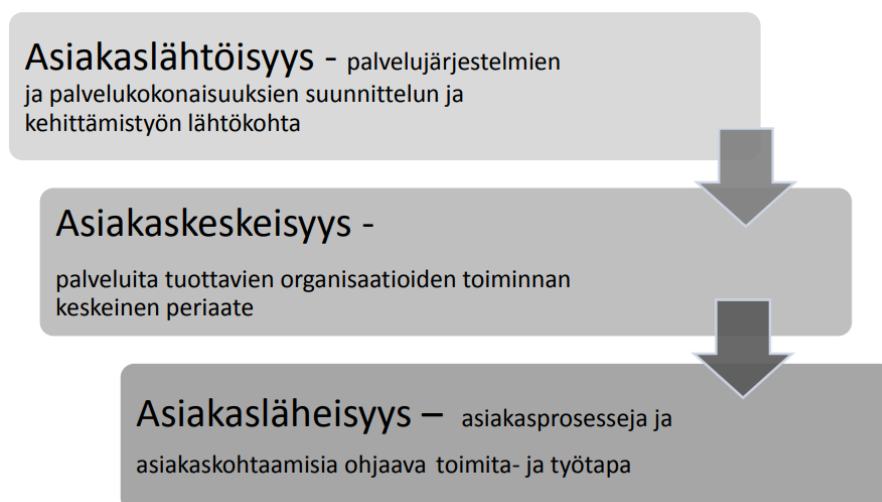 Asiakaslähtöisyys - palvelujärjestelmien
ja palvelukokonaisuuksien suunnittelun ja
kehittämistyön lähtökohta
Asiakaskeskeisyys -
palveluita tuottavien organisaatioiden toiminnan
keskeinen periaate
Asiakasläheisyys – asiakasprosesseja ja
asiakaskohtaamisia ohjaava toimita- ja työtapa